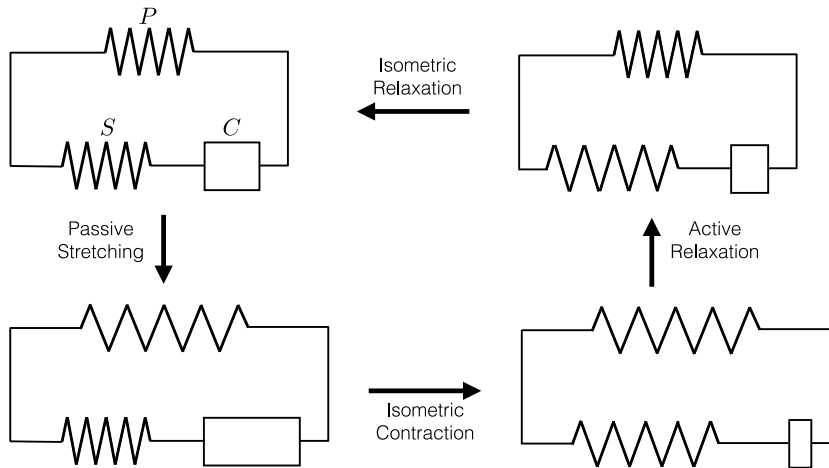 P
Isometric
Relaxation
S
C
Passive
Stretching
Active
Relaxation
Isometric
Contraction